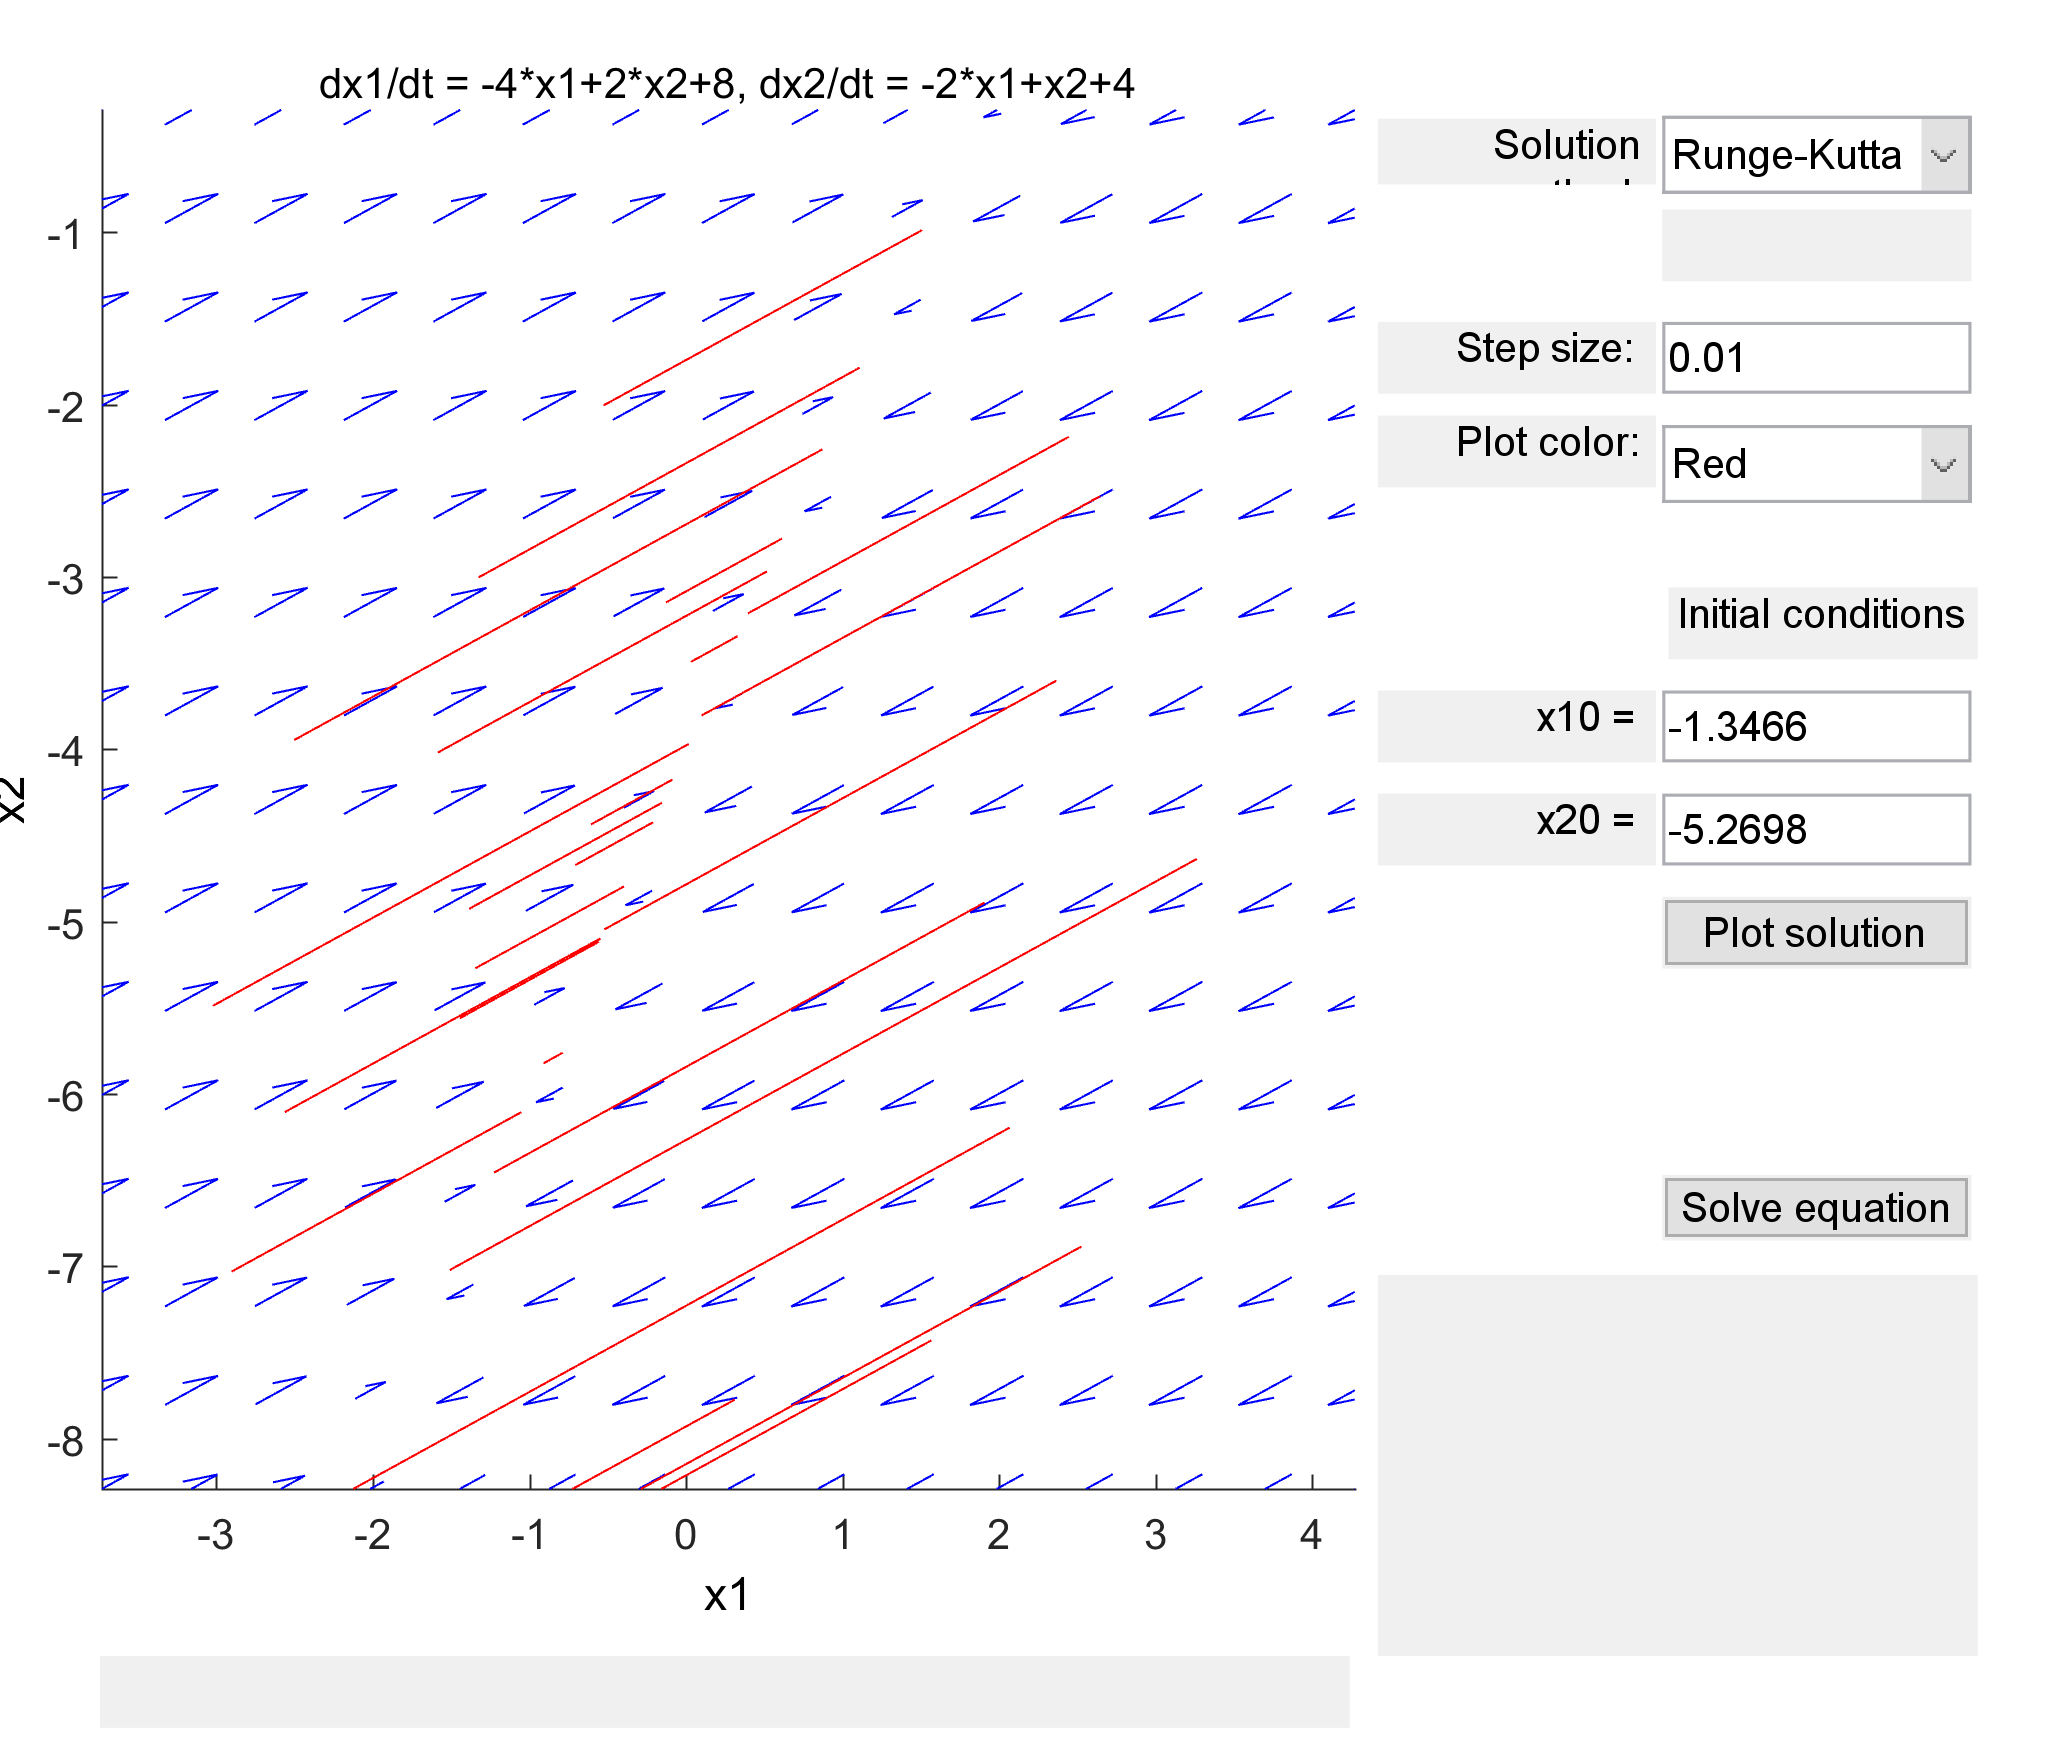 dx1/dt = -4*x1+2*x2+8, dx2/dt = -2*x1+x2+4
Solution
Runge-Kutta
Step size:
0.01
Plot color:
Red
Initial conditions
x10 =
-1.3466
x20 =
-5.2698
Plot solution
Solve equation
-1
-2
-3
-4
-5
-6
-7
-8
x2
-3 -2 -1 0 1 2 3 4
x1